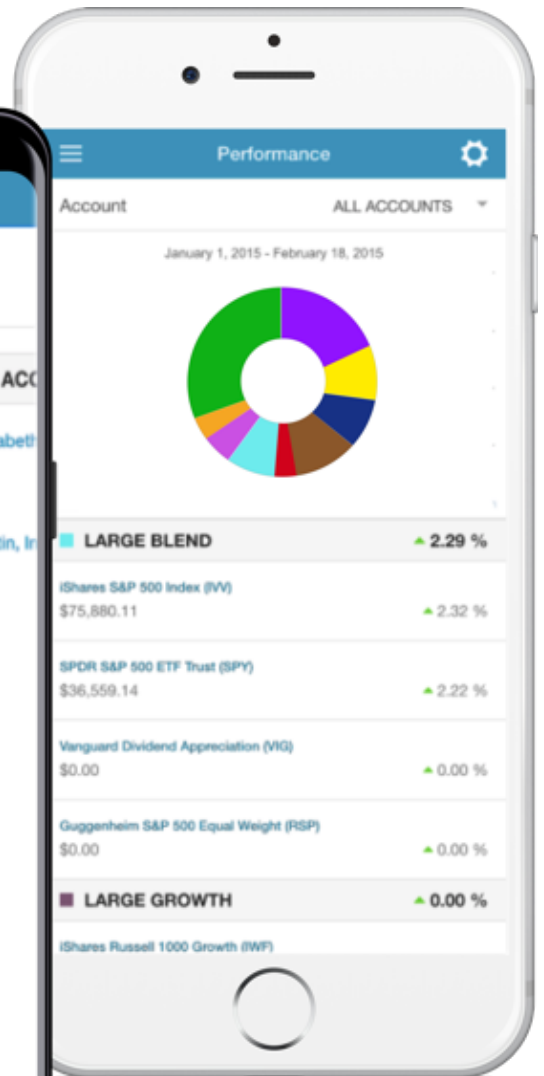 Performance
Account ALL ACCOUNTS
January 1, 2015 - February 18, 2015
ACC
abeth
tin, In
LARGE BLEND 2.29 %
iShares S&P 500 Index (IVV)
$75,880.11 2.32 %
SPDR S&P 500 ETF Trust (SPY)
$36,559.14 2.22 %
Vanguard Dividend Appreciation (VIG)
$0.00 0.00 %
Guggenheim S&P 500 Equal Weight (RSP)
$0.00 0.00 %
LARGE GROWTH 0.00 %
iShares Russell 1000 Growth (IWF)